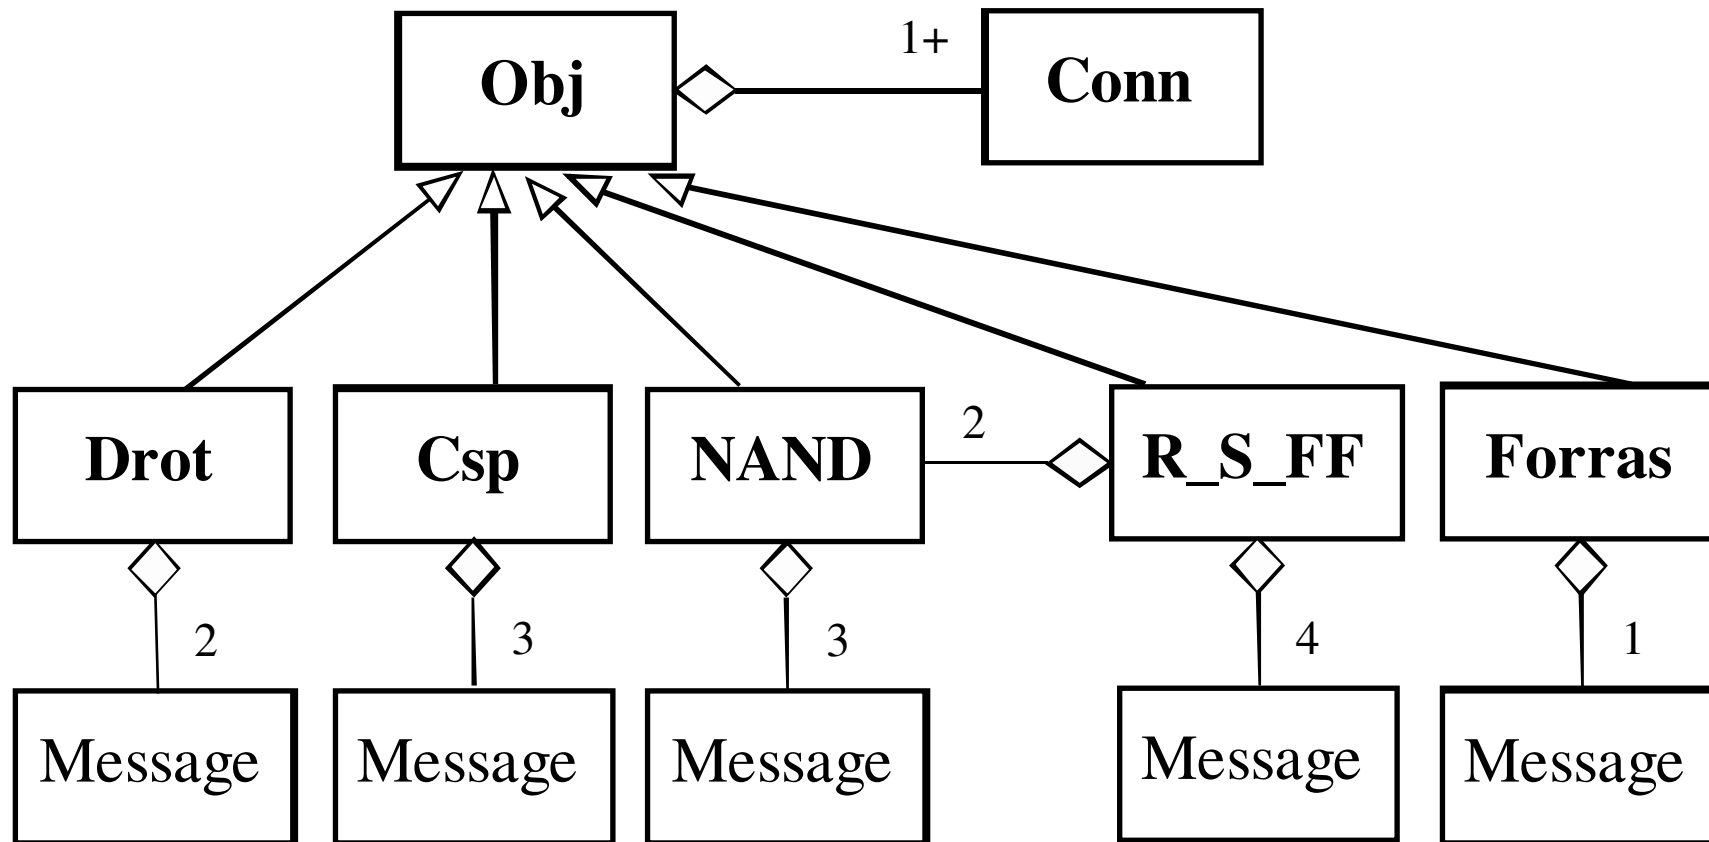 Obj
1+
Conn
Drot
Csp
NAND
2
R_S_FF
Forras
2
3
3
4
1
Message
Message
Message
Message
Message